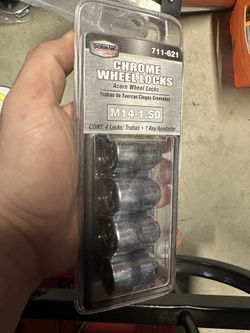 DORMAN
711-621
CHROME
WHEEL LOCKS
Acorn Wheel Locks
Trabas de Tuercas Ciegas Cromadas
M14-1.50
CONT: 4 Locks/Trabas • 1 Key/Ajustador